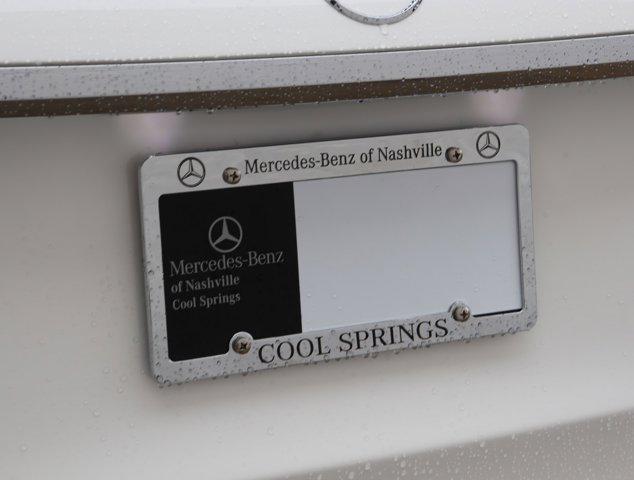 Mercedes-Benz of Nashville
Mercedes-Benz
of Nashville
Cool Springs
COOL SPRINGS